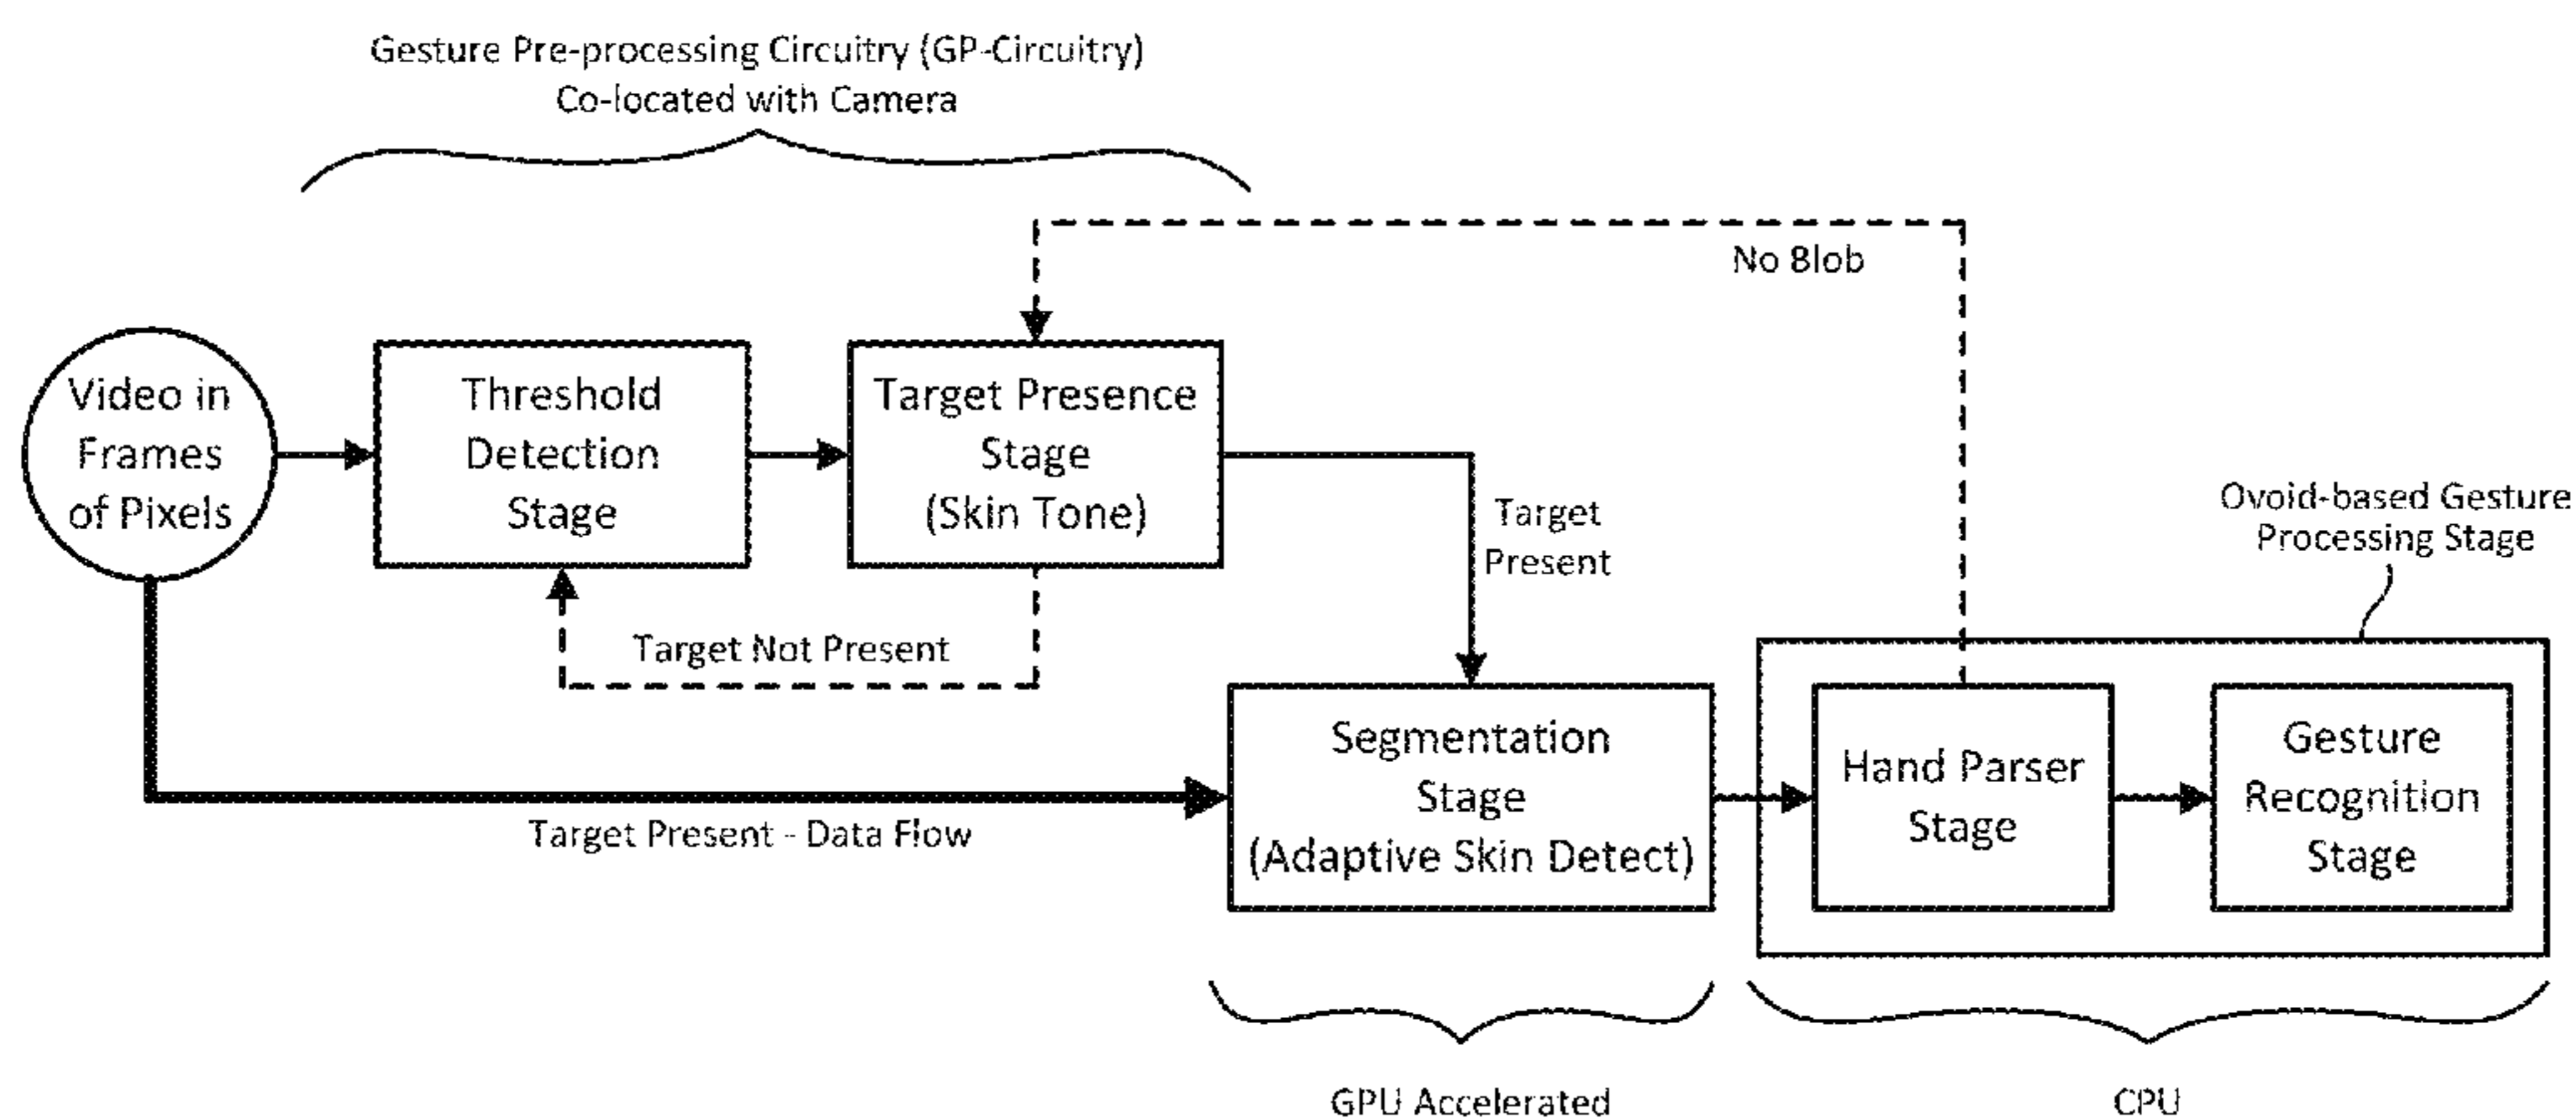 Gesture Pre-processing Circuitry (GP-Circuitry)
Co-located with Camera
No Blob
Video in
Frames
of Pixels
Threshold
Detection
Stage
Target Presence
Stage
(Skin Tone)
Target
Present
Ovoid-based Gesture
Processing Stage
Target Not Present
Target Present - Data Flow
Segmentation
Stage
(Adaptive Skin Detect)
Hand Parser
Stage
Gesture
Recognition
Stage
GPU Accelerated
CPU